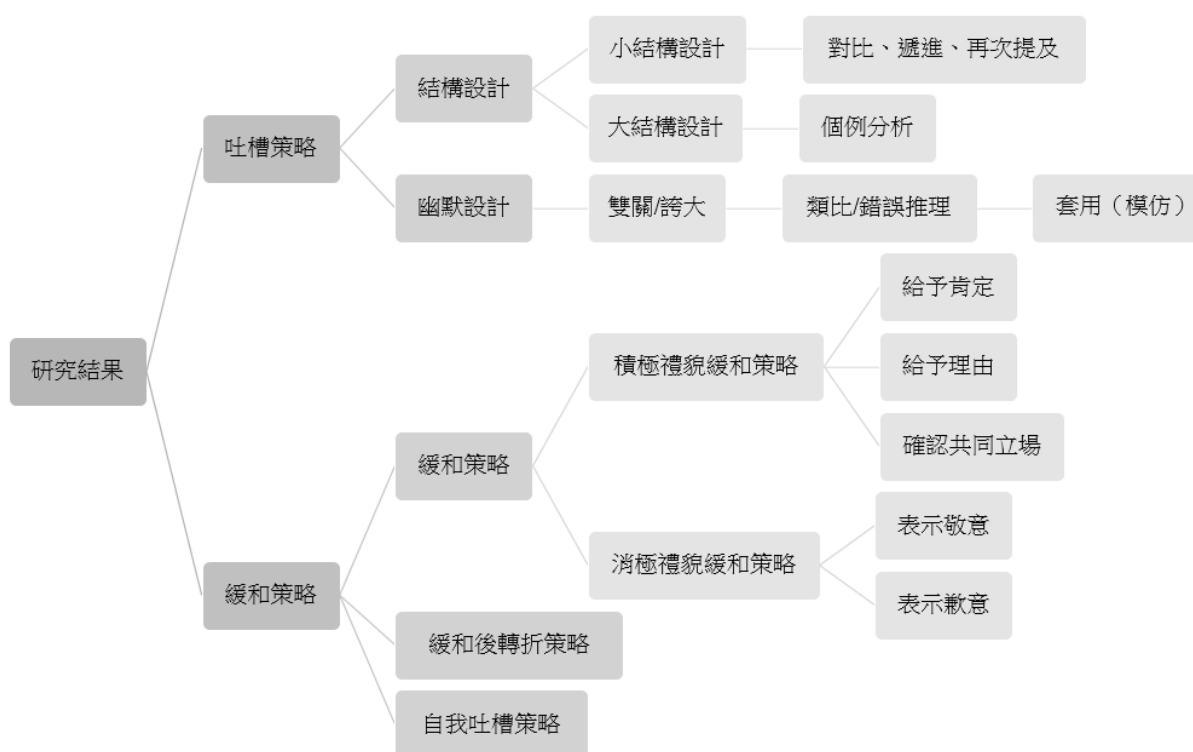 研究結果
吐槽策略
結構設計
小結構設計
對比、遞進、再次提及
大結構設計
個例分析
幽默設計
雙關/誇大
類比/錯誤推理
套用（模仿）
緩和策略
緩和策略
積極禮貌緩和策略
給予肯定
給予理由
確認共同立場
消極禮貌緩和策略
表示敬意
表示歉意
緩和後轉折策略
自我吐槽策略